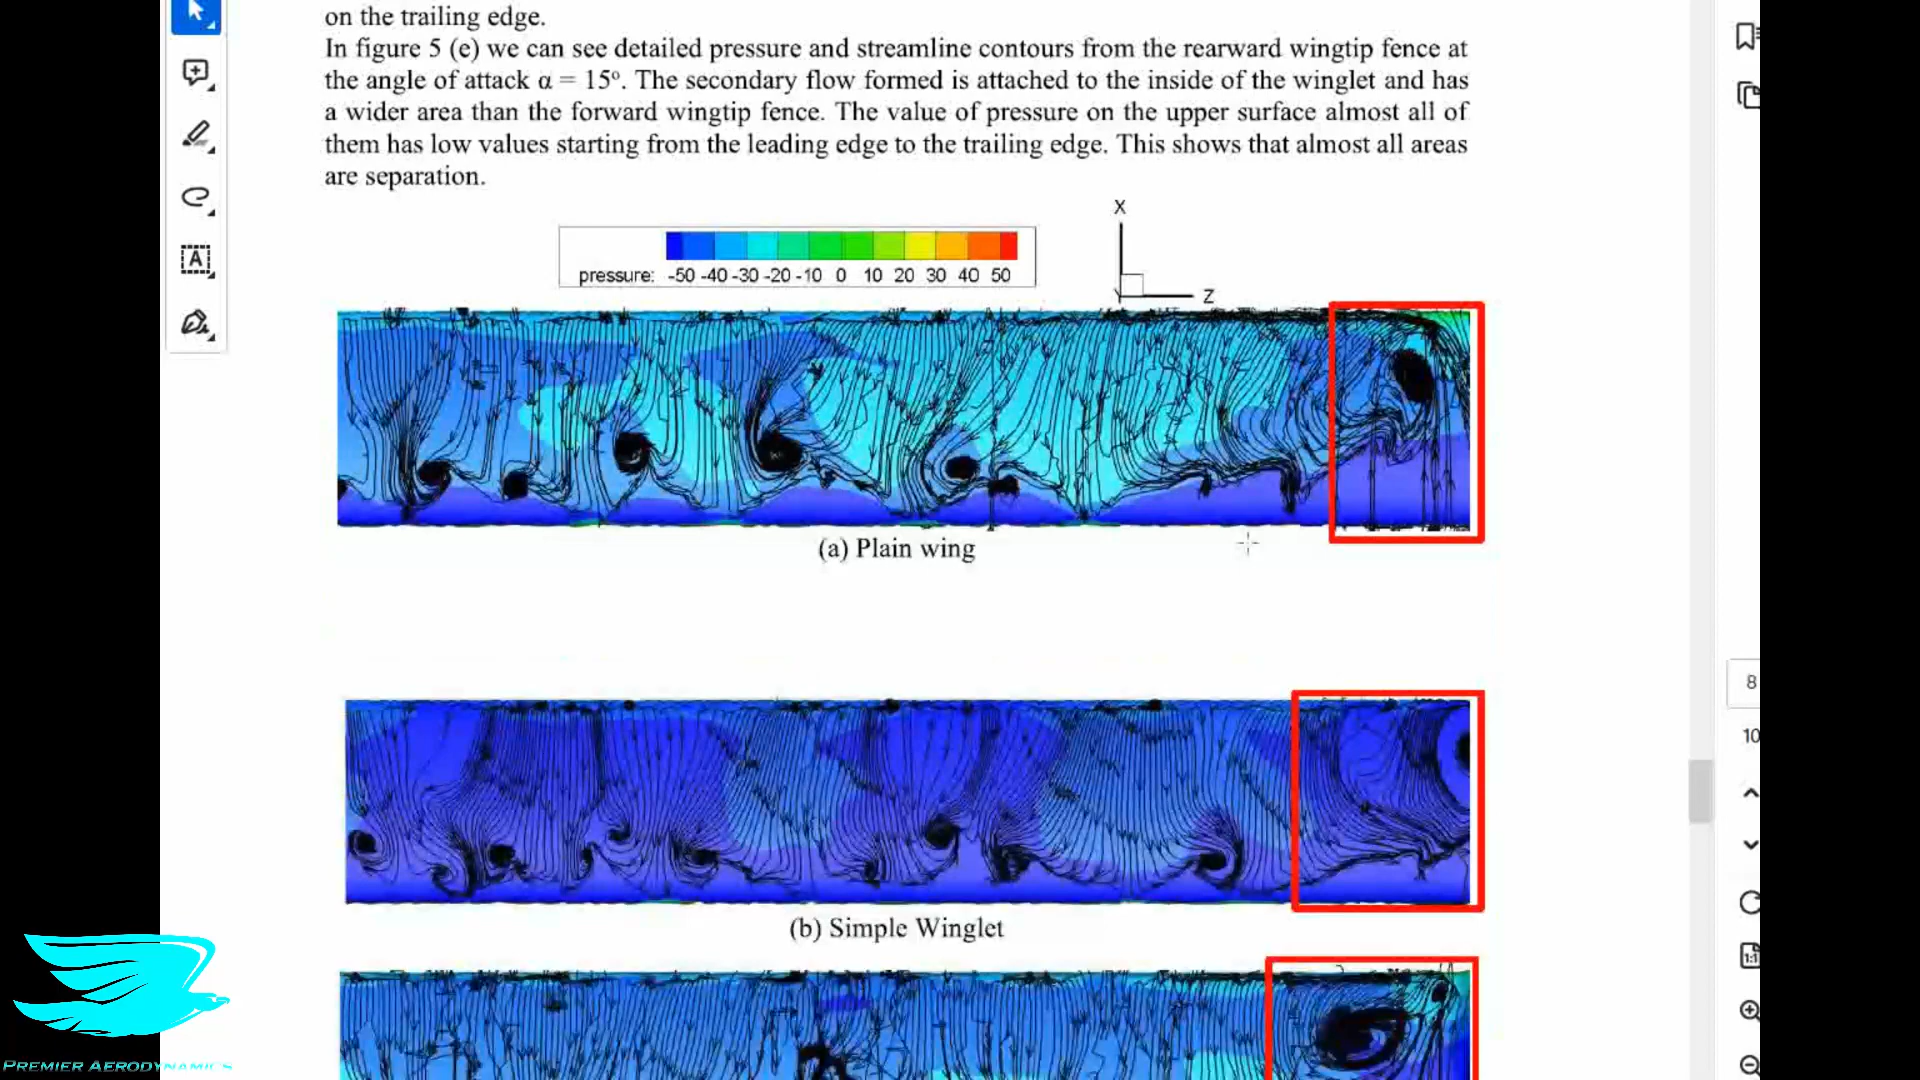 on the trailing edge.
In figure 5 (e) we can see detailed pressure and streamline contours from the rearward wingtip fence at
the angle of attack α = 15º. The secondary flow formed is attached to the inside of the winglet and has
a wider area than the forward wingtip fence. The value of pressure on the upper surface almost all of
them has low values starting from the leading edge to the trailing edge. This shows that almost all areas
are separation.
pressure: -50 -40 -30 -20 -10 0 10 20 30 40 50
X
Z
(a) Plain wing
(b) Simple Winglet
A
8
10
1:1
PREMIER AERODYNAMICS